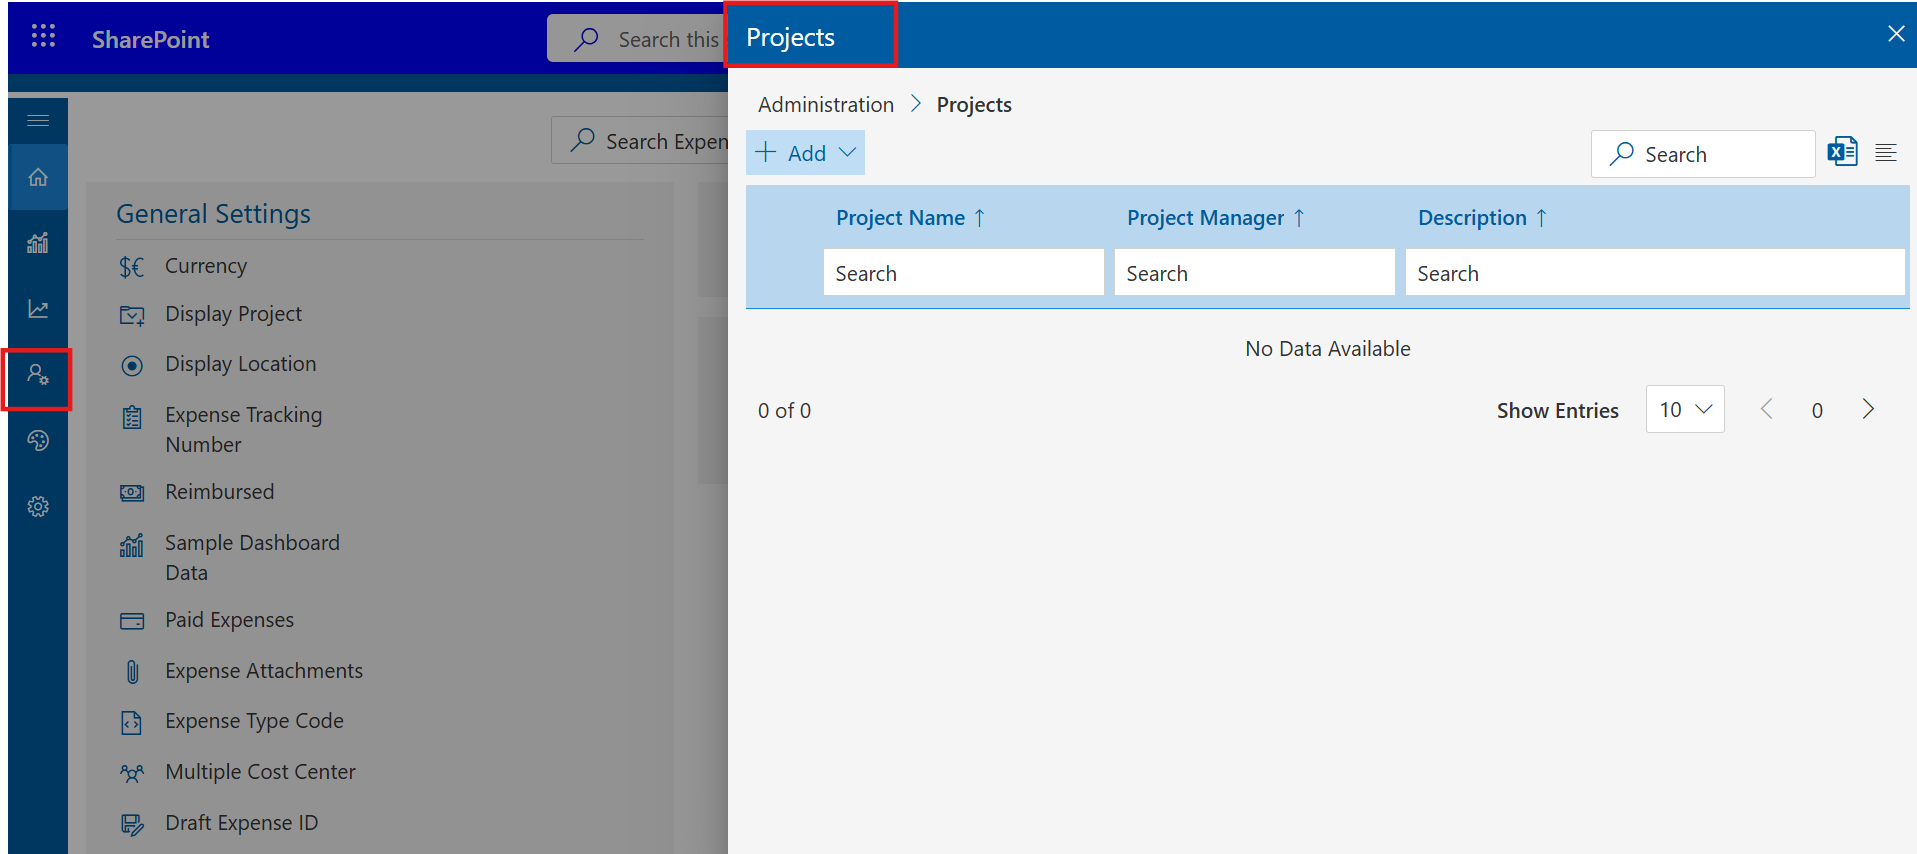 SharePoint
Search this
Projects
Administration > Projects
Search Expen
+ Add
Search
General Settings
Currency
Display Project
Display Location
Expense Tracking
Number
Reimbursed
Sample Dashboard
Data
Paid Expenses
Expense Attachments
Expense Type Code
Multiple Cost Center
Draft Expense ID
Project Name ↑ Project Manager ↑ Description ↑
Search Search Search
No Data Available
0 of 0 Show Entries 10 < 0 >